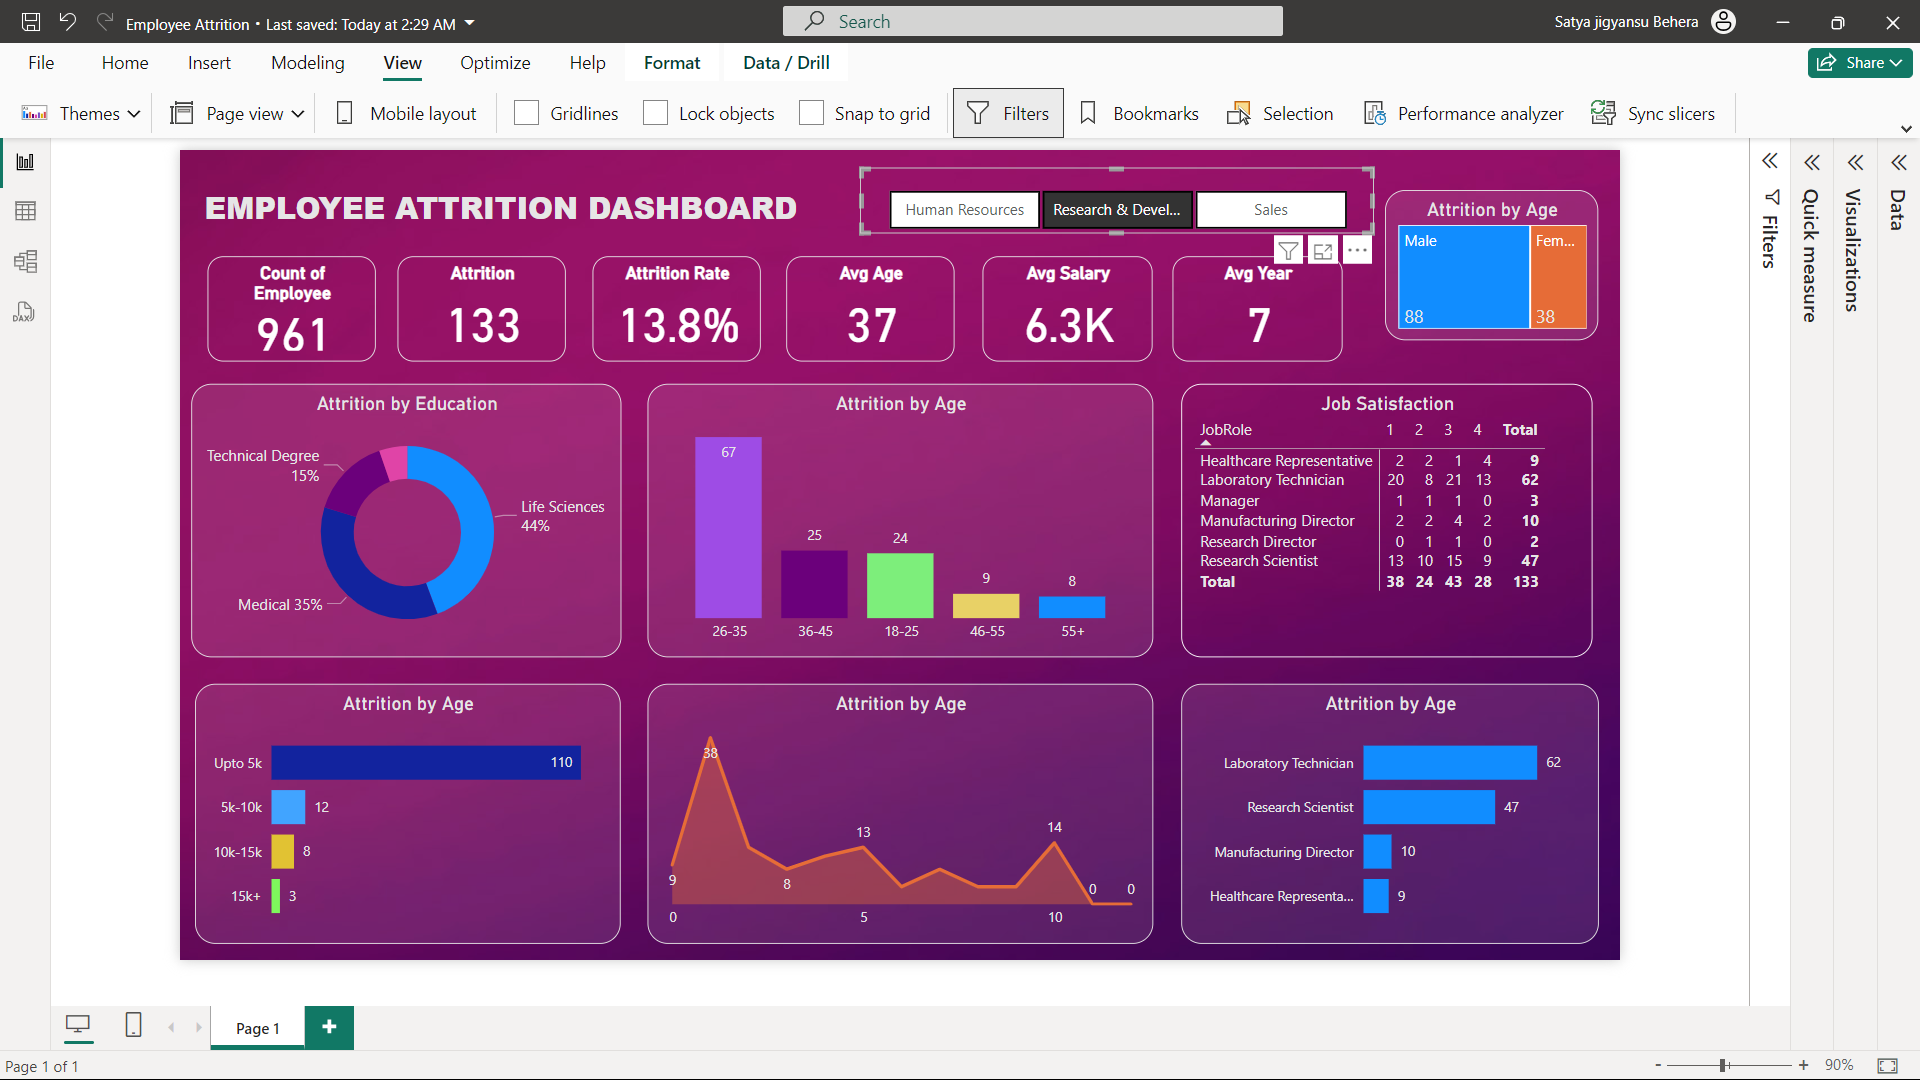 Employee Attrition • Last saved: Today at 2:29 AM
Search
Satya jigyansu Behera
File Home Insert Modeling View Optimize Help Format Data / Drill
Share
Themes Page view Mobile layout Gridlines Lock objects Snap to grid Filters Bookmarks Selection Performance analyzer Sync slicers
EMPLOYEE ATTRITION DASHBOARD
Human Resources Research & Devel... Sales
Attrition by Age
Male Fem...
88 38
Count of
Employee
961
Attrition
133
Attrition Rate
13.8%
Avg Age
37
Avg Salary
6.3K
Avg Year
7
Attrition by Education
Technical Degree
15%
Life Sciences
44%
Medical 35%
Attrition by Age
67
25
24
9
8
26-35 36-45 18-25 46-55 55+
Job Satisfaction
JobRole 1 2 3 4 Total
Healthcare Representative 2 2 1 4 9
Laboratory Technician 20 8 21 13 62
Manager 1 1 1 0 3
Manufacturing Director 2 2 4 2 10
Research Director 0 1 1 0 2
Research Scientist 13 10 15 9 47
Total 38 24 43 28 133
Attrition by Age
Upto 5k 110
5k-10k 12
10k-15k 8
15k+ 3
Attrition by Age
38
13
14
9
8
0 0
0 5 10
Attrition by Age
Laboratory Technician 62
Research Scientist 47
Manufacturing Director 10
Healthcare Representa... 9
Filters
Quick measure
Visualizations
Data
DAX
Page 1
+
Page 1 of 1
- + 90%